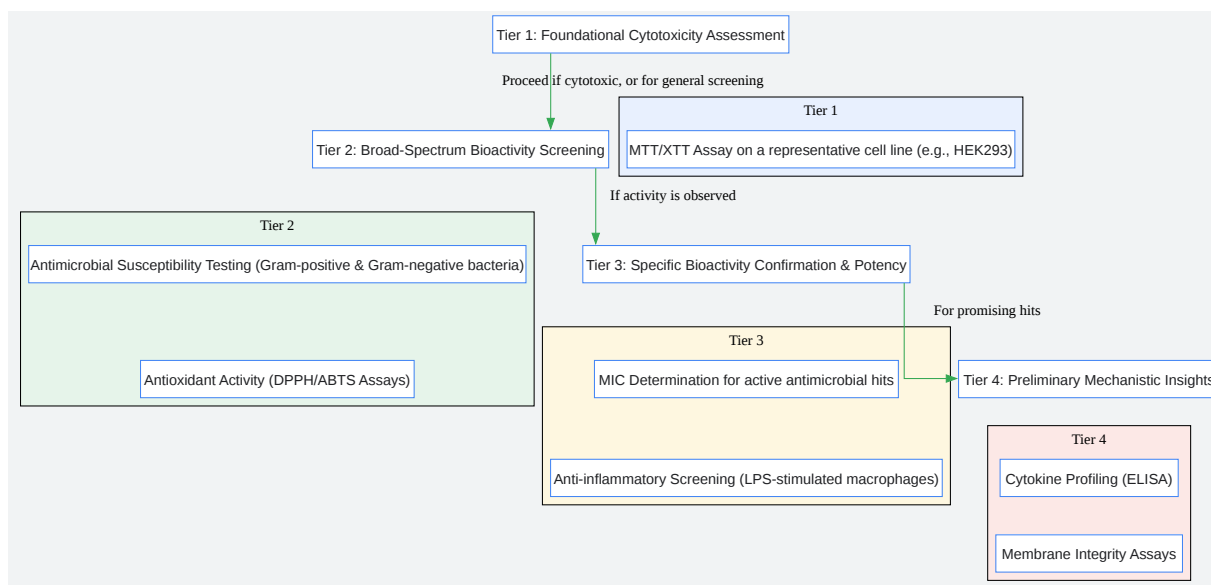 Tier 1: Foundational Cytotoxicity Assessment
Proceed if cytotoxic, or for general screening
Tier 1
Tier 2: Broad-Spectrum Bioactivity Screening
MTT/XTT Assay on a representative cell line (e.g., HEK293)
If activity is observed
Tier 2
Antimicrobial Susceptibility Testing (Gram-positive & Gram-negative bacteria)
Tier 3: Specific Bioactivity Confirmation & Potency
For promising hits
Tier 3
Antioxidant Activity (DPPH/ABTS Assays)
MIC Determination for active antimicrobial hits
Tier 4: Preliminary Mechanistic Insights
Tier 4
Anti-inflammatory Screening (LPS-stimulated macrophages)
Cytokine Profiling (ELISA)
Membrane Integrity Assays